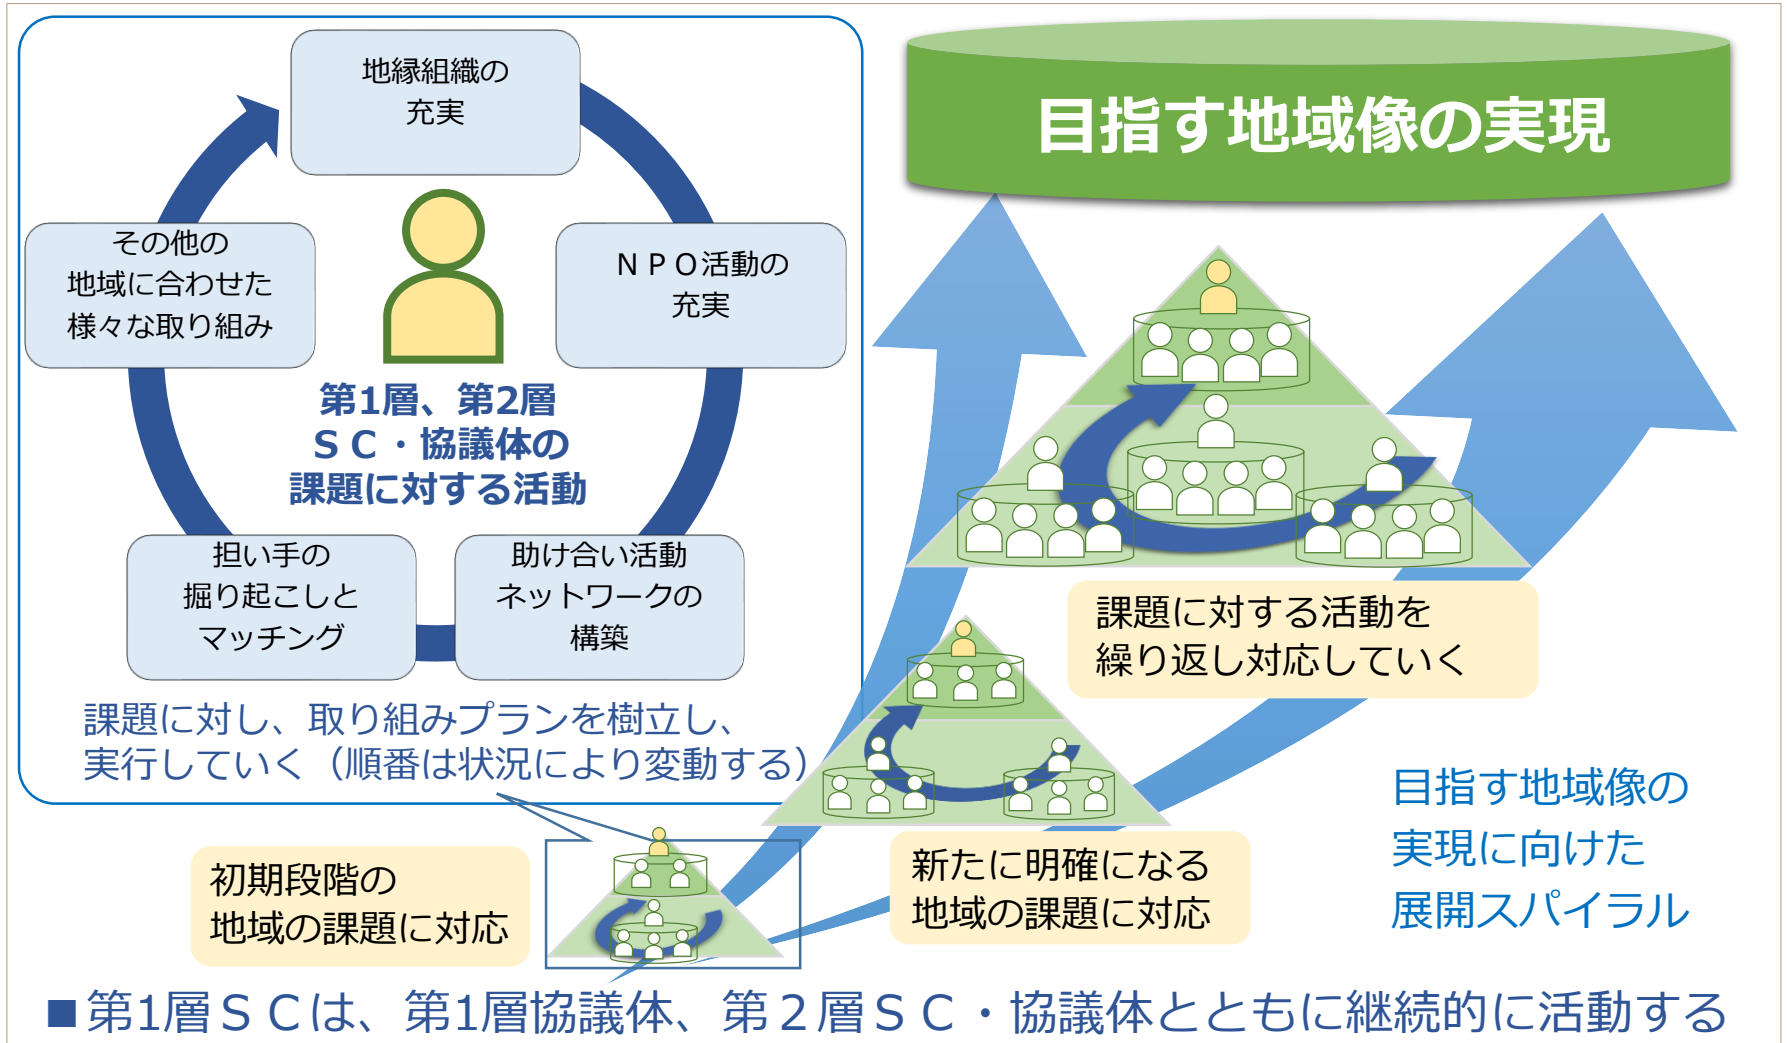 地縁組織の
充実
ＮＰＯ活動の
充実
助け合い活動
ネットワークの
構築
担い手の
掘り起こしと
マッチング
その他の
地域に合わせた
様々な取り組み
第1層、第2層
ＳＣ・協議体の
課題に対する活動
課題に対し、取り組みプランを樹立し、
実行していく（順番は状況により変動する）
目指す地域像の実現
課題に対する活動を
繰り返し対応していく
新たに明確になる
地域の課題に対応
初期段階の
地域の課題に対応
目指す地域像の
実現に向けた
展開スパイラル
■第1層ＳＣは、第1層協議体、第２層ＳＣ・協議体とともに継続的に活動する